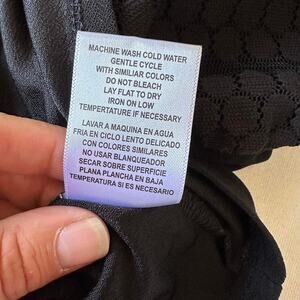 MACHINE WASH COLD WATER
GENTLE CYCLE
WITH SIMILIAR COLORS
DO NOT BLEACH
LAY FLAT TO DRY
IRON ON LOW
TEMPERTATURE IF NECESSARY
LAVAR A MAQUINA EN AGUA
FRIA EN CICLO LENTO DELICADO
CON COLORES SIMILARES
NO USAR BLANQUEADOR
SECAR SOBRE SUPERFICIE
PLANA PLANCHA EN BAJA
TEMPERATURA SI ES NECESARIO